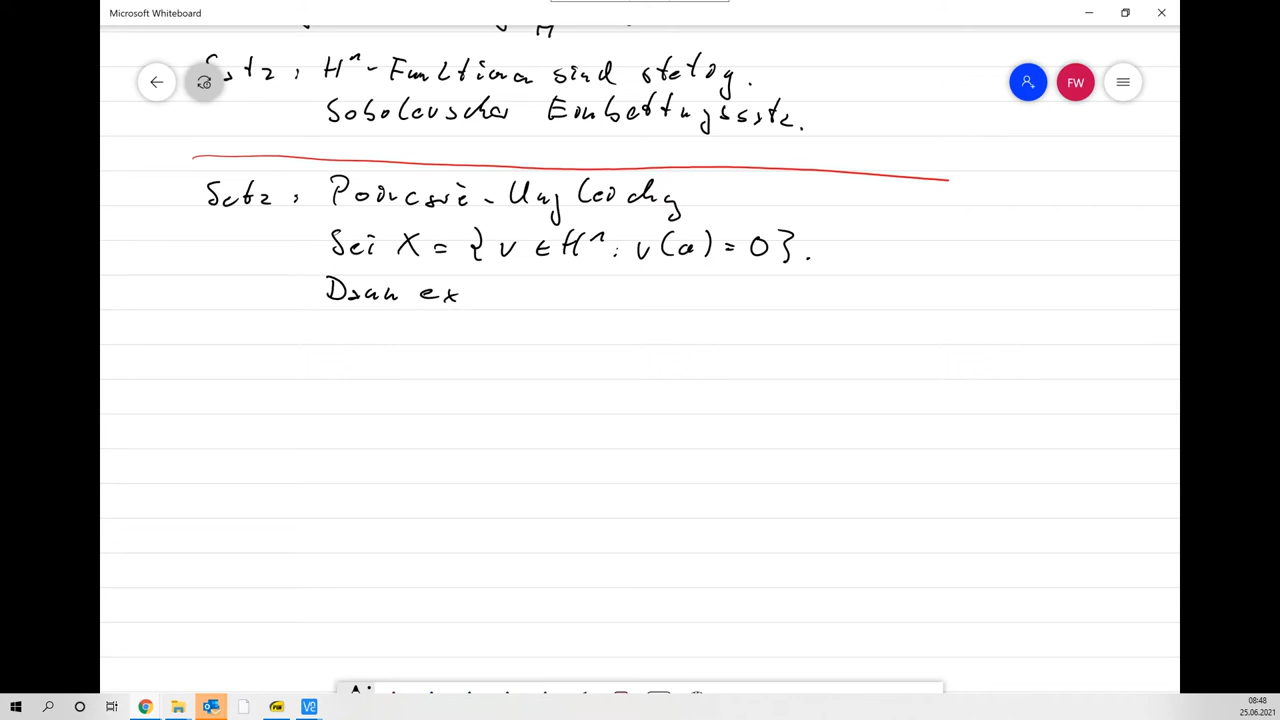 Microsoft Whiteboard
Satz: H¹-Funktionen sind stetig.
Sobolevscher Einbettungssatz.
FW
Satz: Poincaré-Ungleichg
Sei X = { v ∈ H¹: v(a) = 0 }.
Dann ex
08:48
25.06.2021